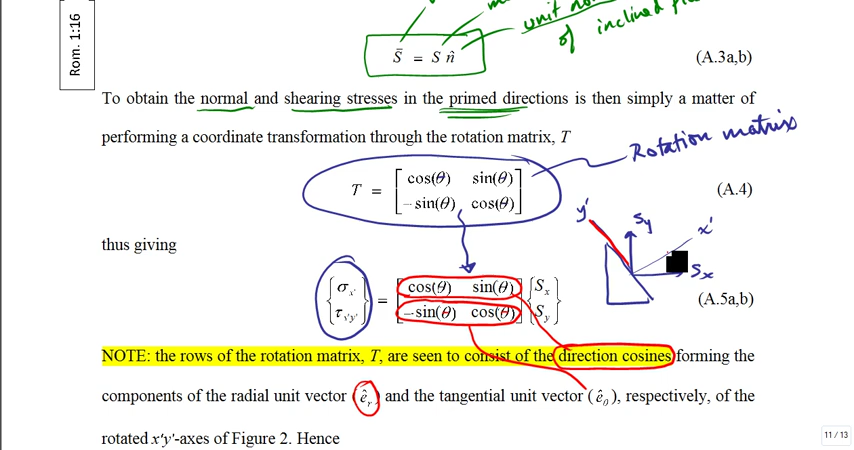 Rom. 1:16
of inclined
S̄ = S n̂
(A.3a,b)
To obtain the normal and shearing stresses in the primed directions is then simply a matter of
performing a coordinate transformation through the rotation matrix, T
Rotation matrix
T = [cos(θ) sin(θ)
-sin(θ) cos(θ)]
(A.4)
y' Sy x'
thus giving
Sx
{σx' τx'y'} = [cos(θ) sin(θ) -sin(θ) cos(θ)] {Sx Sy}
(A.5a,b)
NOTE: the rows of the rotation matrix, T, are seen to consist of the direction cosines forming the
components of the radial unit vector (êr) and the tangential unit vector (êθ), respectively, of the
rotated x'y'-axes of Figure 2. Hence
11 / 13